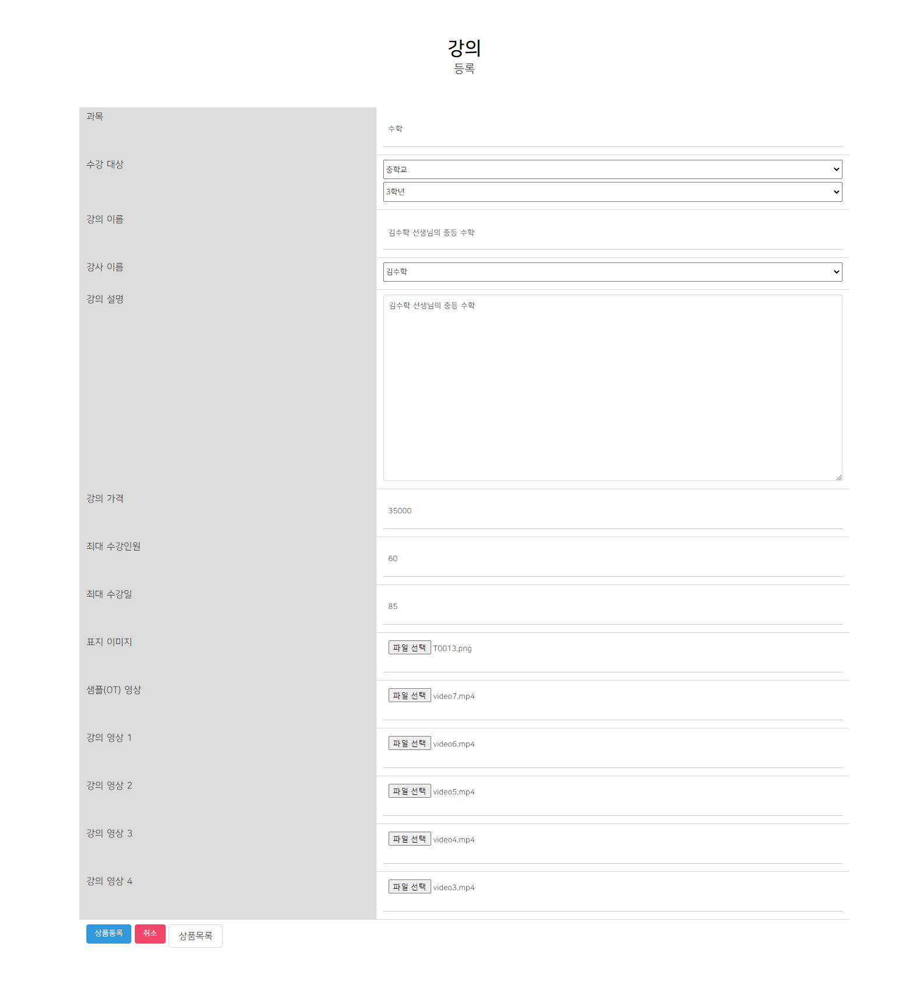 강의
등록
과목
수학
수강 대상
중학교
3학년
강의 이름
김수학 선생님의 중등 수학
강사 이름
김수학
강의 설명
김수학 선생님의 중등 수학
강의 가격
35000
최대 수강인원
60
최대 수강일
85
표지 이미지
파일 선택 T0013.png
샘플(OT) 영상
파일 선택 video7.mp4
강의 영상 1
파일 선택 video6.mp4
강의 영상 2
파일 선택 video5.mp4
강의 영상 3
파일 선택 video4.mp4
강의 영상 4
파일 선택 video3.mp4
상품등록 취소 상품목록